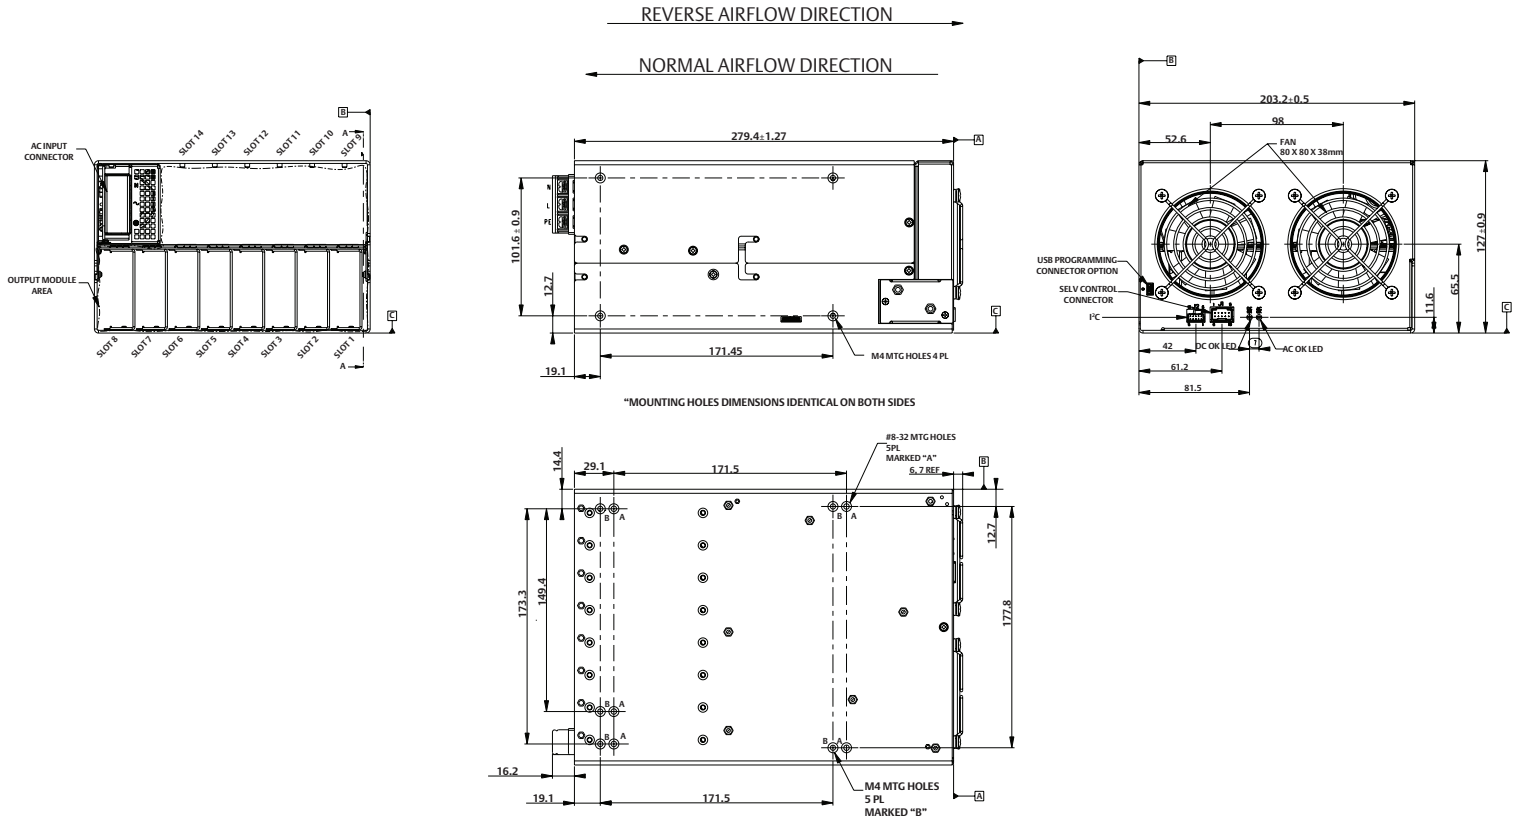 REVERSE AIRFLOW DIRECTION
NORMAL AIRFLOW DIRECTION
B
A
SLOT 14
SLOT 13
SLOT 12
SLOT 11
SLOT 10
SLOT 9
AC INPUT
CONNECTOR
OUTPUT MODULE
AREA
C
SLOT 8
SLOT 7
SLOT 6
SLOT 5
SLOT 4
SLOT 3
SLOT 2
SLOT 1
A
279.4±1.27
A
N
L
PE
101.6 ± 0.9
12.7
C
171.45
M4 MTG HOLES 4 PL
19.1
"MOUNTING HOLES DIMENSIONS IDENTICAL ON BOTH SIDES
B
203.2±0.5
98
52.6
FAN
80 X 80 X 38mm
127±0.9
65.5
11.6
USB PROGRAMMING
CONNECTOR OPTION
SELV CONTROL
CONNECTOR
I²C
C
DC OK LED
7
AC OK LED
42
61.2
81.5
#8-32 MTG HOLES
5PL
MARKED "A"
14.4
29.1
171.5
6, 7 REF
B
B
A
B
A
12.7
173.3
149.4
177.8
B
A
B
A
B
A
16.2
19.1
171.5
M4 MTG HOLES
5 PL
MARKED "B"
A